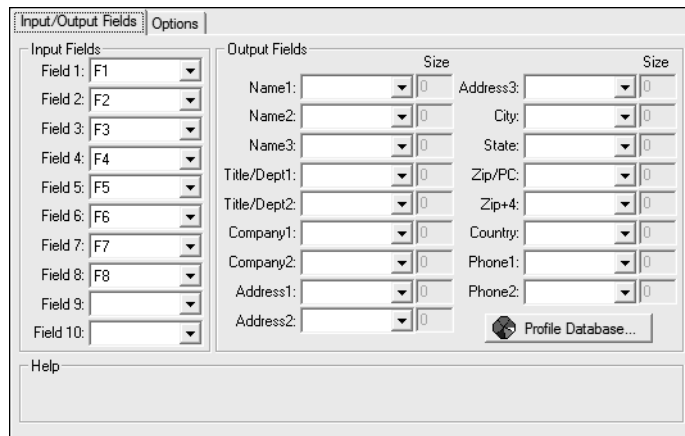 Input/Output Fields Options
Input Fields
Field 1: F1
Field 2: F2
Field 3: F3
Field 4: F4
Field 5: F5
Field 6: F6
Field 7: F7
Field 8: F8
Field 9:
Field 10:
Output Fields
Size Size
Name1: 0 Address3: 0
Name2: 0 City: 0
Name3: 0 State: 0
Title/Dept1: 0 Zip/PC: 0
Title/Dept2: 0 Zip+4: 0
Company1: 0 Country: 0
Company2: 0 Phone1: 0
Address1: 0 Phone2: 0
Address2: 0 Profile Database...
Help